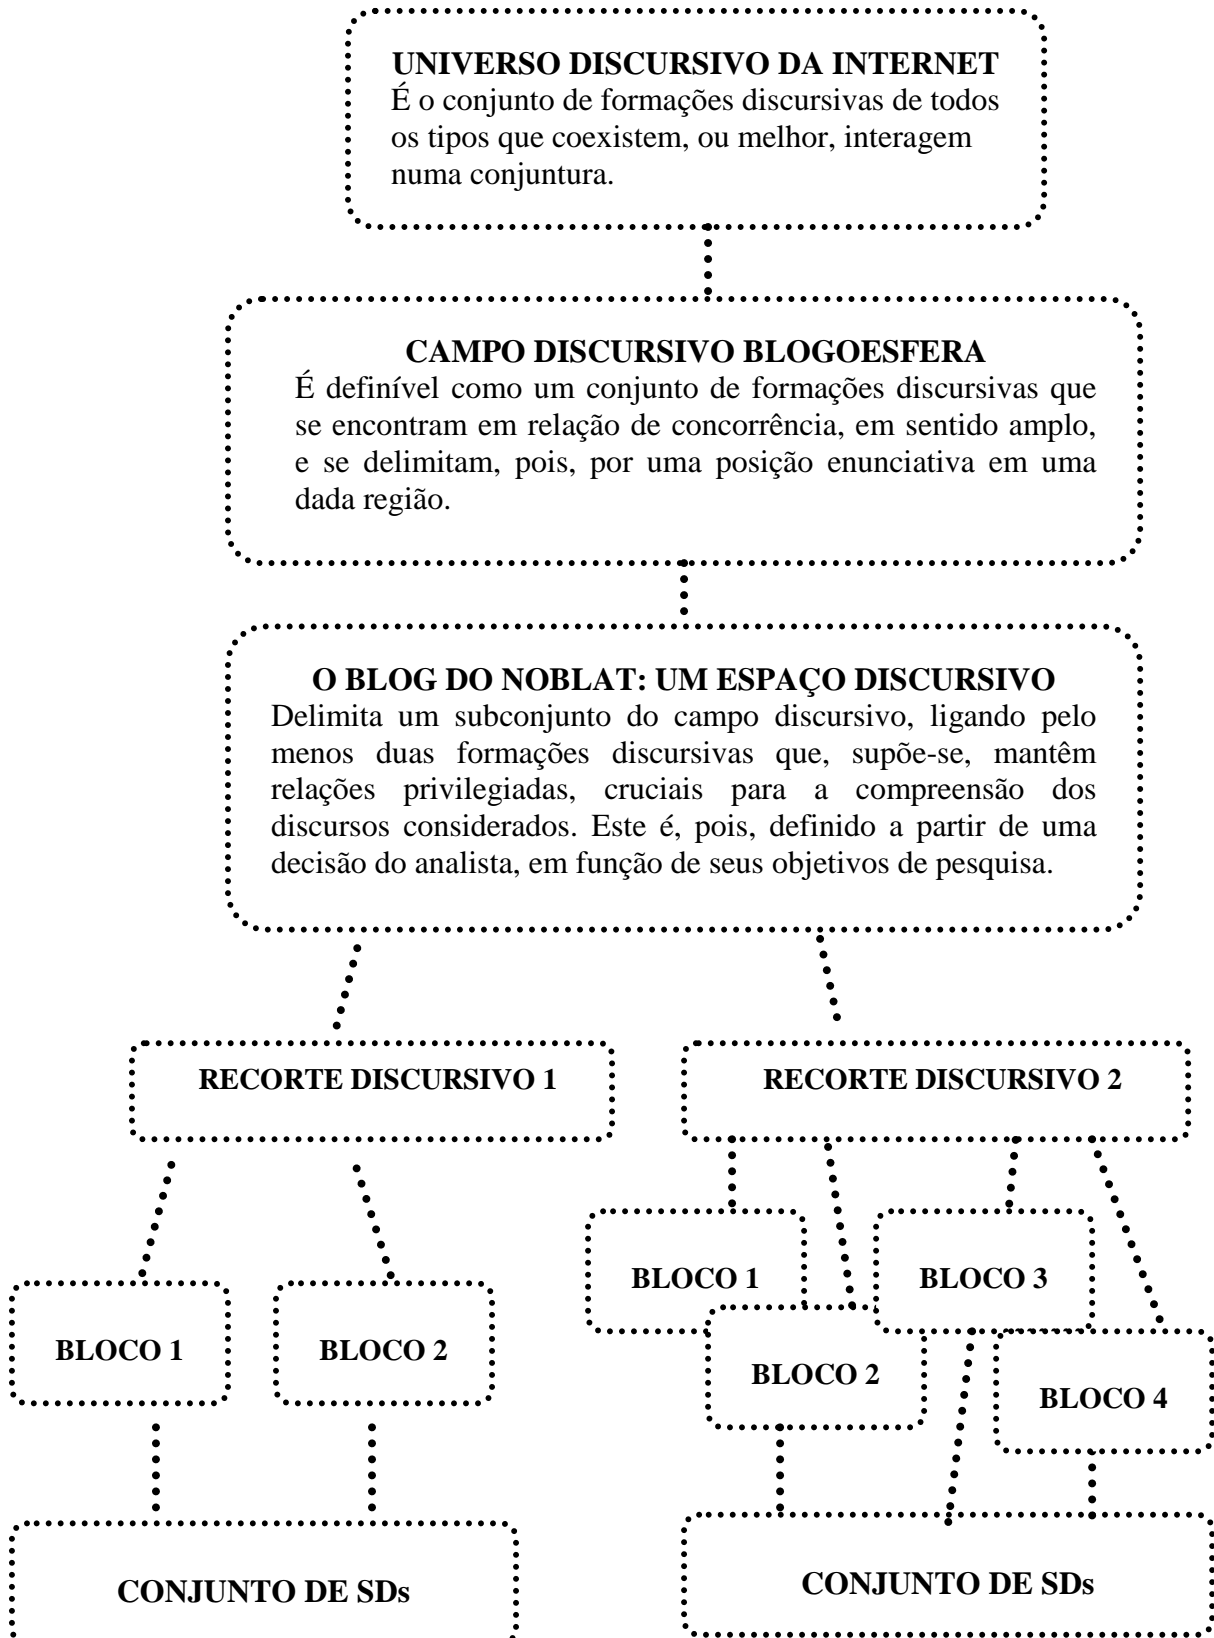 UNIVERSO DISCURSIVO DA INTERNET
É o conjunto de formações discursivas de todos
os tipos que coexistem, ou melhor, interagem
numa conjuntura.
CAMPO DISCURSIVO BLOGOESFERA
É definível como um conjunto de formações discursivas que
se encontram em relação de concorrência, em sentido amplo,
e se delimitam, pois, por uma posição enunciativa em uma
dada região.
O BLOG DO NOBLAT: UM ESPAÇO DISCURSIVO
Delimita um subconjunto do campo discursivo, ligando pelo
menos duas formações discursivas que, supõe-se, mantêm
relações privilegiadas, cruciais para a compreensão dos
discursos considerados. Este é, pois, definido a partir de uma
decisão do analista, em função de seus objetivos de pesquisa.
RECORTE DISCURSIVO 1
RECORTE DISCURSIVO 2
BLOCO 1
BLOCO 2
BLOCO 1
BLOCO 2
BLOCO 3
BLOCO 4
CONJUNTO DE SDs
CONJUNTO DE SDs